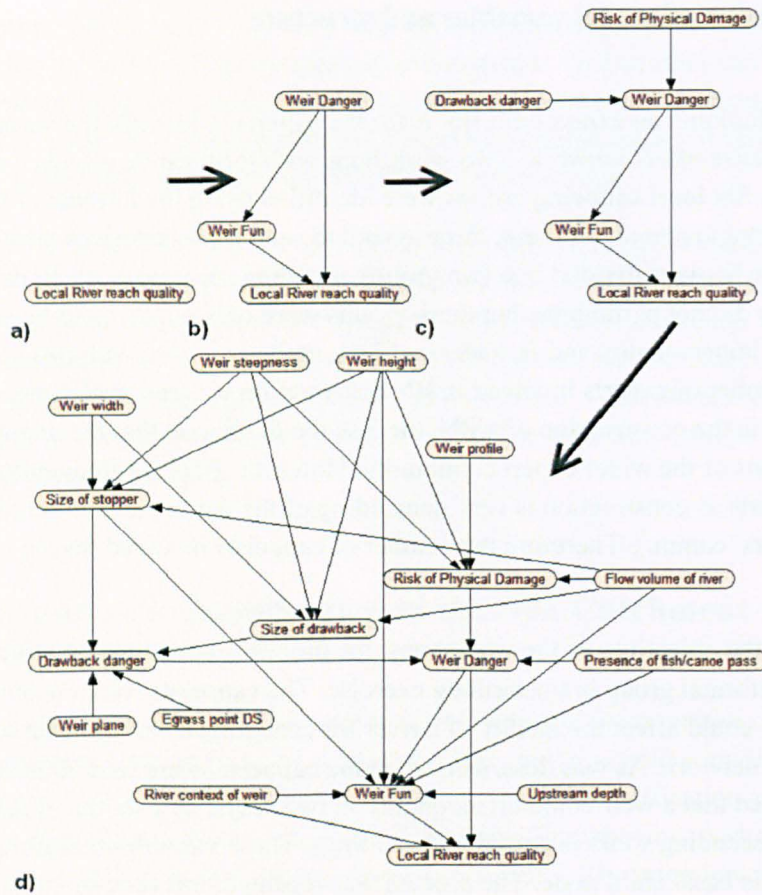 Risk of Physical Damage
Weir Danger
Drawback danger
Weir Danger
Weir Fun
Weir Fun
Local River reach quality
Local River reach quality
Local River reach quality
a)
b)
c)
Weir steepness
Weir height
Weir width
Weir profile
Size of stopper
Risk of Physical Damage
Flow volume of river
Size of drawback
Drawback danger
Weir Danger
Presence of fish/canoe pass
Weir plane
Egress point DS
River context of weir
Weir Fun
Upstream depth
Local River reach quality
d)